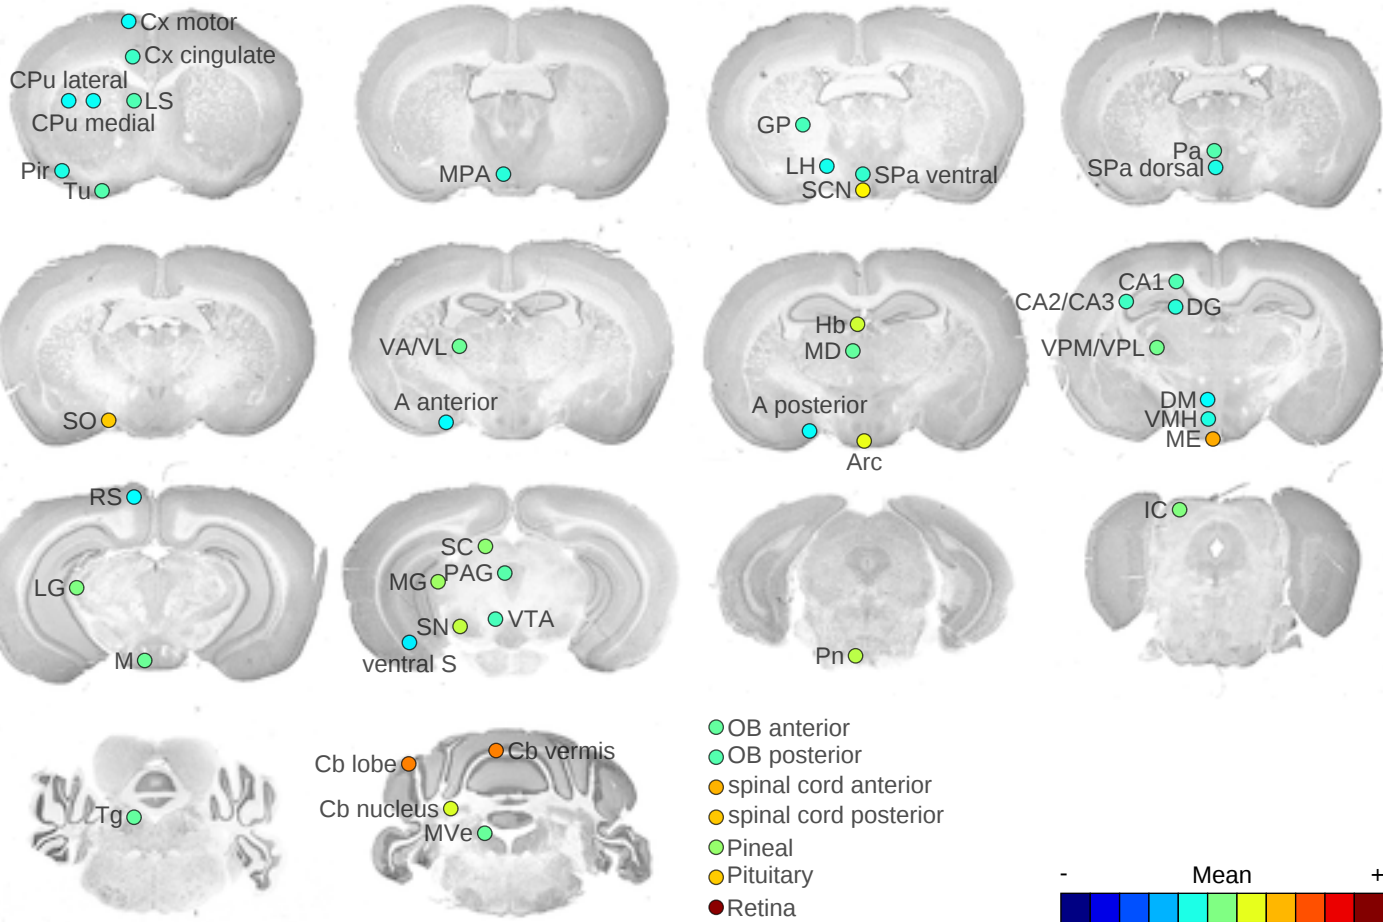 Cx motor
Cx cingulate
CPu lateral
LS
CPu medial
Pir
Tu
MPA
GP
LH
SPa ventral
SCN
Pa
SPa dorsal
SO
VA/VL
A anterior
Hb
MD
A posterior
Arc
CA1
CA2/CA3
DG
VPM/VPL
DM
VMH
ME
RS
LG
M
SC
MG
PAG
SN
VTA
ventral S
Pn
IC
Tg
Cb lobe
Cb vermis
Cb nucleus
MVe
OB anterior
OB posterior
spinal cord anterior
spinal cord posterior
Pineal
Pituitary
Retina
- Mean +